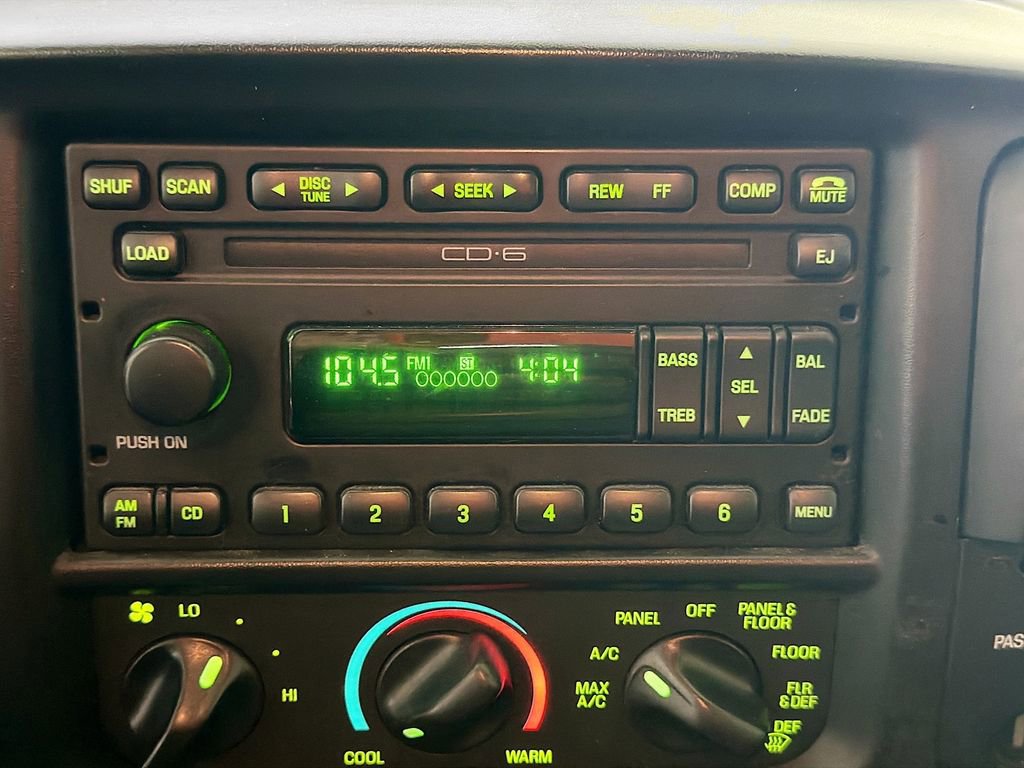 SHUF SCAN ◄ DISC TUNE ► ◄ SEEK ► REW FF COMP MUTE
LOAD CD·6 EJ
104.5 FM1 ST 4:04
BASS ▲ SEL ▼ BAL
TREB FADE
PUSH ON
AM FM CD 1 2 3 4 5 6 MENU
LO
HI
COOL WARM
MAX A/C
A/C
PANEL
OFF
PANEL & FLOOR
FLOOR
FLR & DEF
DEF
PAS